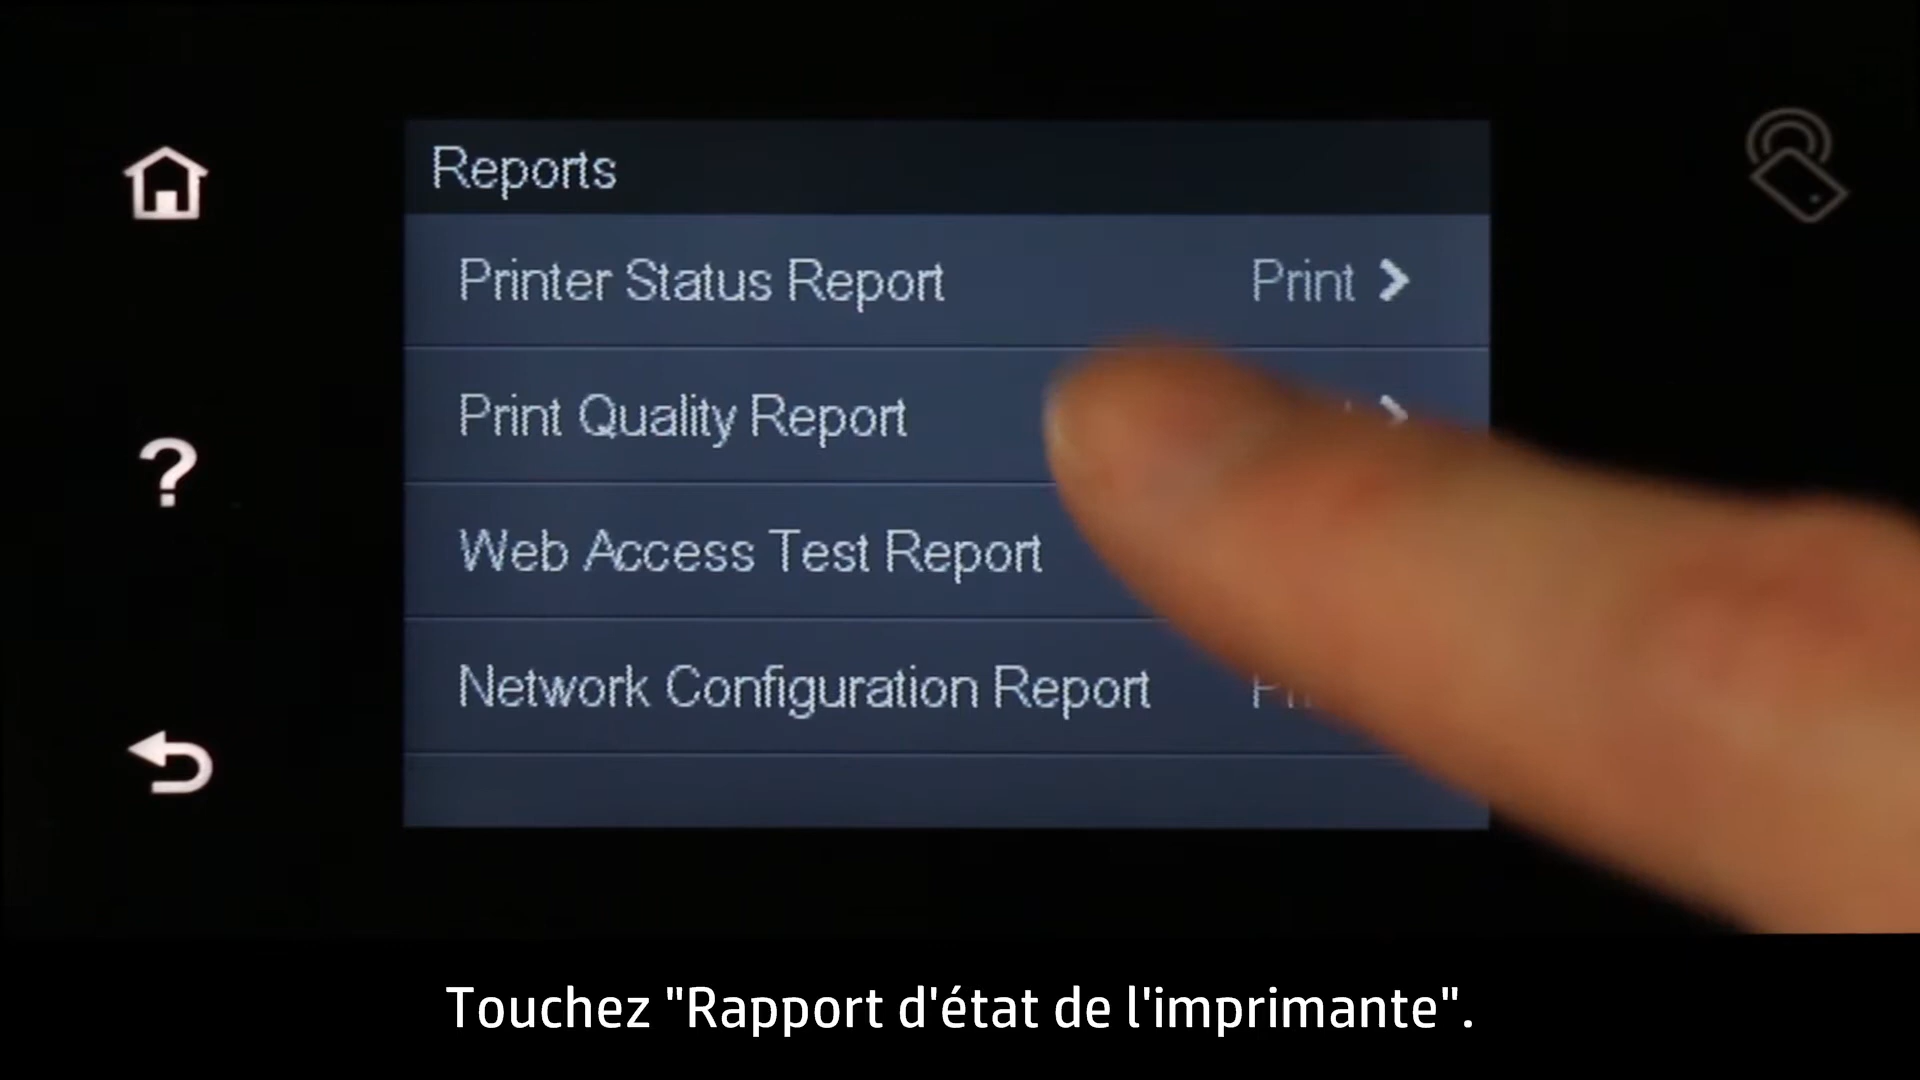 Reports
Printer Status Report Print
Print Quality Report
Web Access Test Report
Network Configuration Report
Touchez "Rapport d'état de l'imprimante".